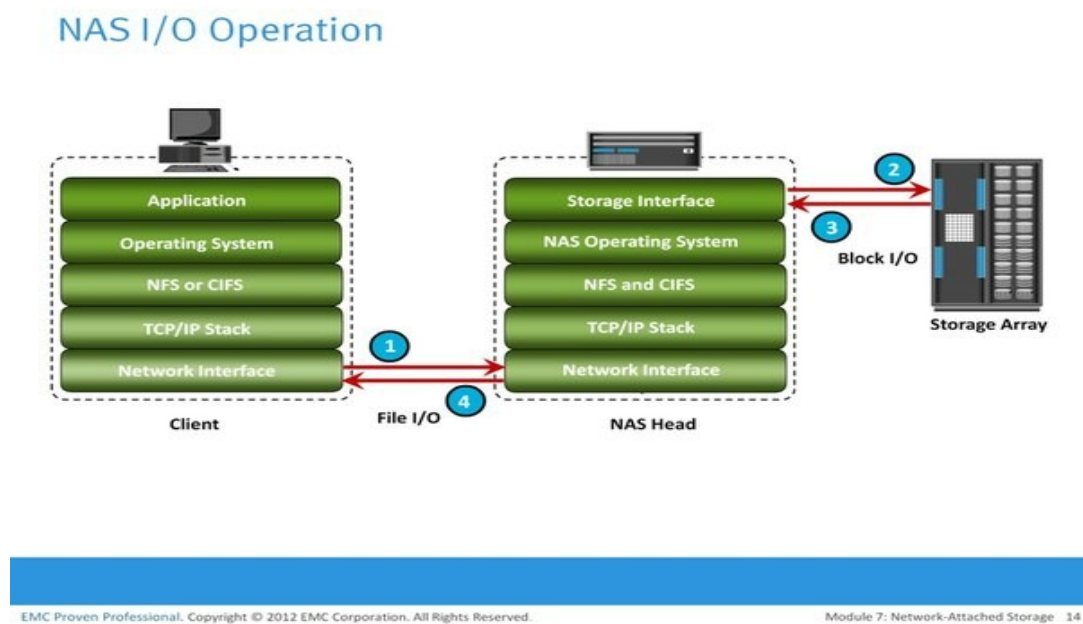 NAS I/O Operation
Application
Operating System
NFS or CIFS
TCP/IP Stack
Network Interface
Client
1
4
File I/O
Storage Interface
NAS Operating System
NFS and CIFS
TCP/IP Stack
Network Interface
NAS Head
2
3
Block I/O
Storage Array
EMC Proven Professional. Copyright © 2012 EMC Corporation. All Rights Reserved.
Module 7: Network-Attached Storage 14